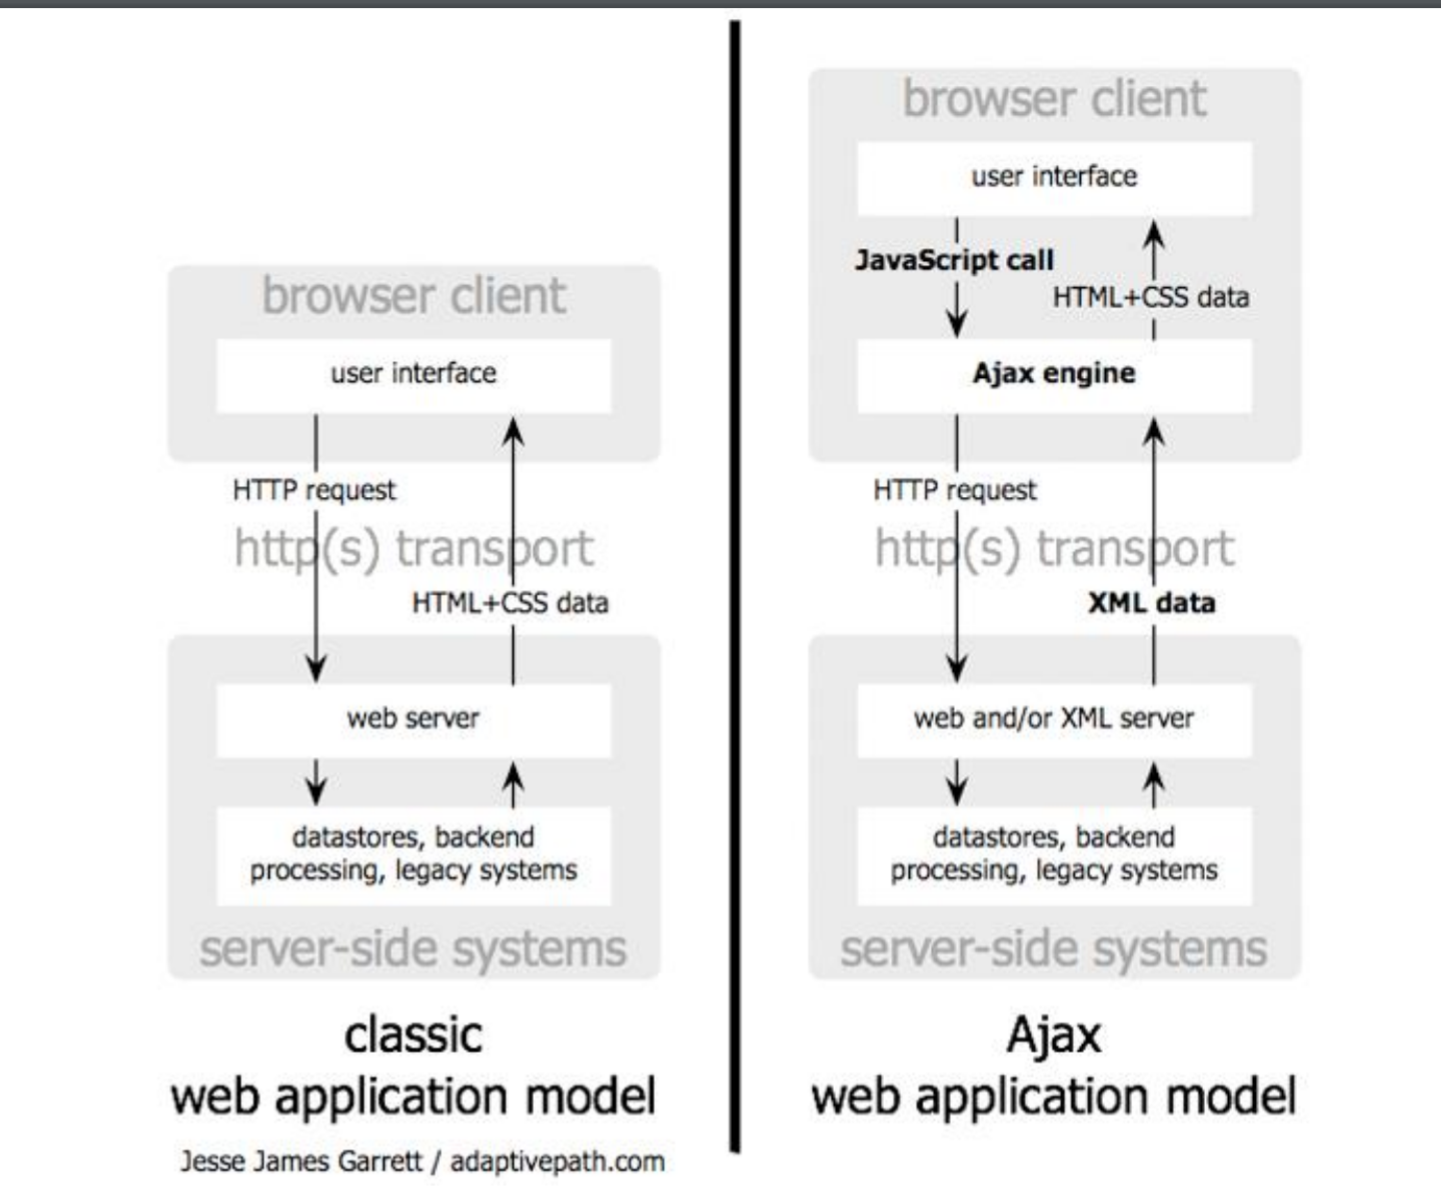 browser client
user interface
HTTP request
http(s) transport
HTML+CSS data
web server
datastores, backend
processing, legacy systems
server-side systems
classic
web application model
Jesse James Garrett / adaptivepath.com
browser client
user interface
JavaScript call
HTML+CSS data
Ajax engine
HTTP request
http(s) transport
XML data
web and/or XML server
datastores, backend
processing, legacy systems
server-side systems
Ajax
web application model